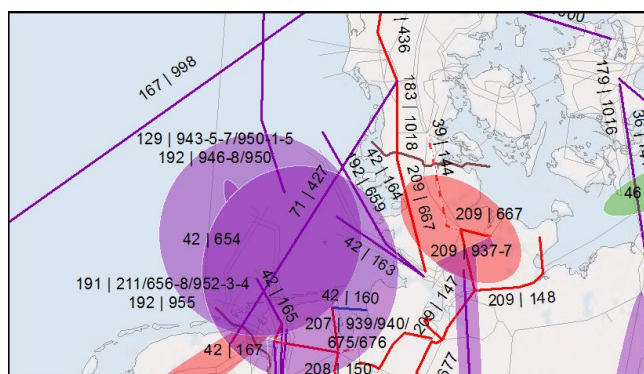 436
167 | 998
183 | 1018
179 | 1016
39 | 144
129 | 943-5-7/950-1-5
192 | 946-8/950
42 | 164
192 | 659
71 | 427
209 | 667
46
209 | 667
42 | 654
42 | 163
209 | 937-7
191 | 211/656-8/952-3-4
192 | 955
42 | 165
42 | 160
209 | 147
209 | 148
207 | 939/940/
675/676
42 | 167
208 | 150
677